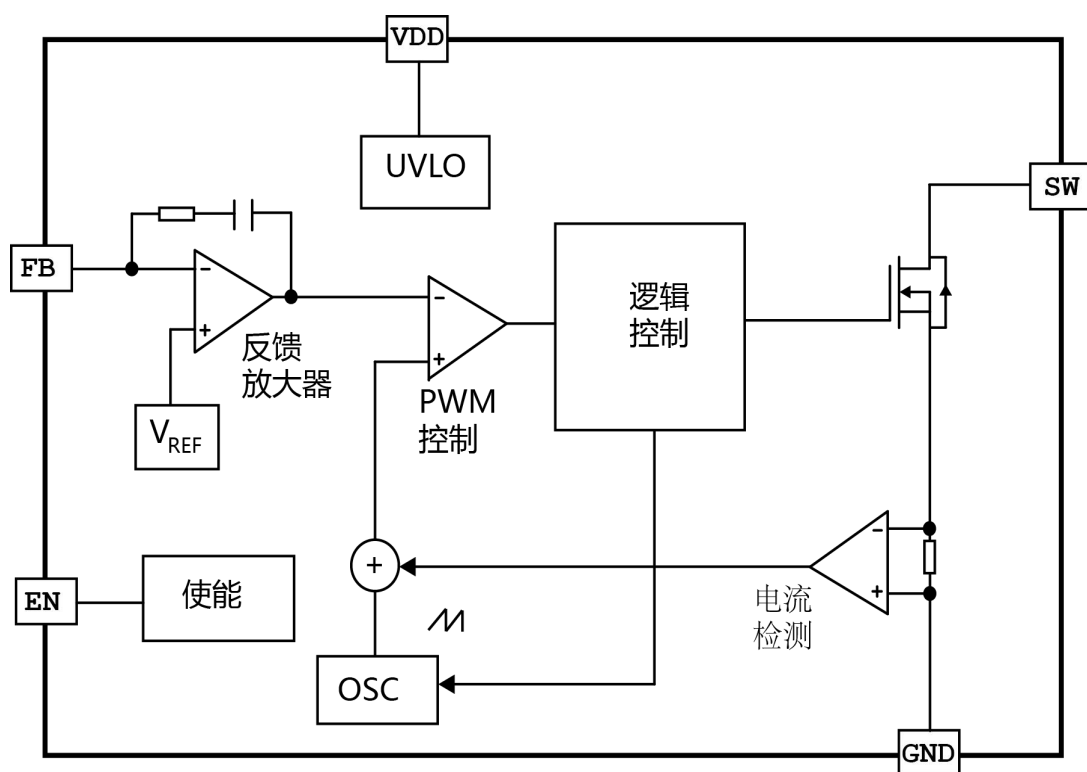 VDD
UVLO
SW
FB
−
+
反馈
放大器
VREF
−
+
PWM
控制
逻辑
控制
EN
使能
+
OSC
−
+
电流
检测
GND